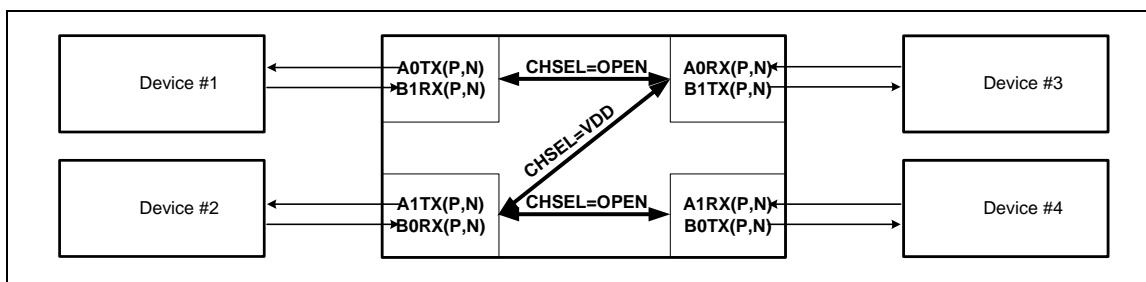 Device #1
A0TX(P,N)
B1RX(P,N)
CHSEL=OPEN
A0RX(P,N)
B1TX(P,N)
Device #3
CHSEL=VDD
Device #2
A1TX(P,N)
B0RX(P,N)
CHSEL=OPEN
A1RX(P,N)
B0TX(P,N)
Device #4